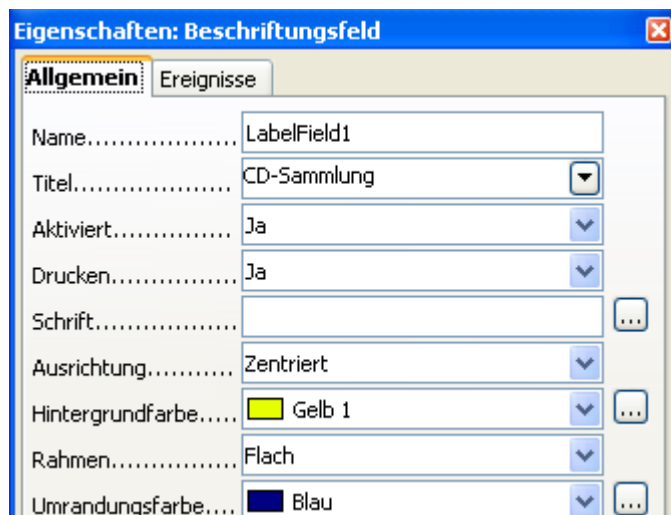 Eigenschaften: Beschriftungsfeld
Allgemein Ereignisse
Name................... LabelField1
Titel.................... CD-Sammlung
Aktiviert............... Ja
Drucken................ Ja
Schrift.................. ...
Ausrichtung........... Zentriert
Hintergrundfarbe..... Gelb 1 ...
Rahmen................ Flach
Umrandungsfarbe.... Blau ...